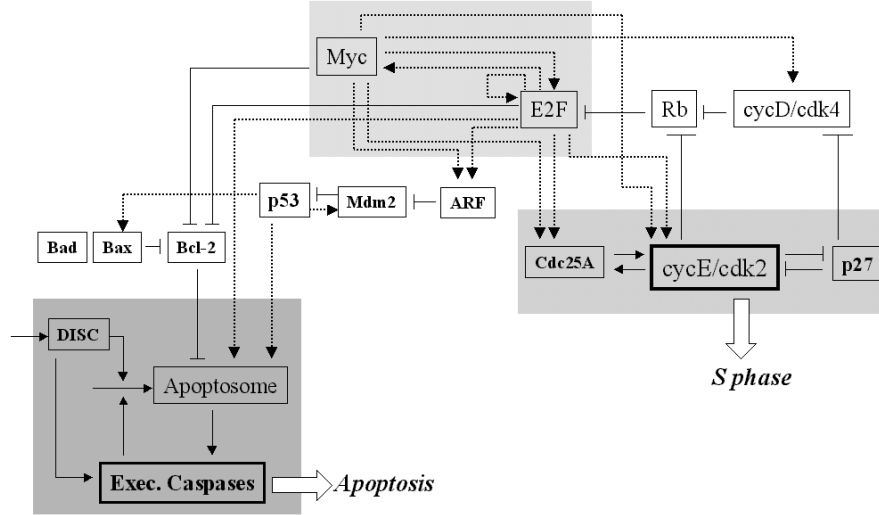 Myc
E2F
Rb
cycD/cdk4
p53
Mdm2
ARF
Bad
Bax
Bcl-2
Cdc25A
cycE/cdk2
p27
DISC
Apoptosome
S phase
Exec. Caspases
Apoptosis